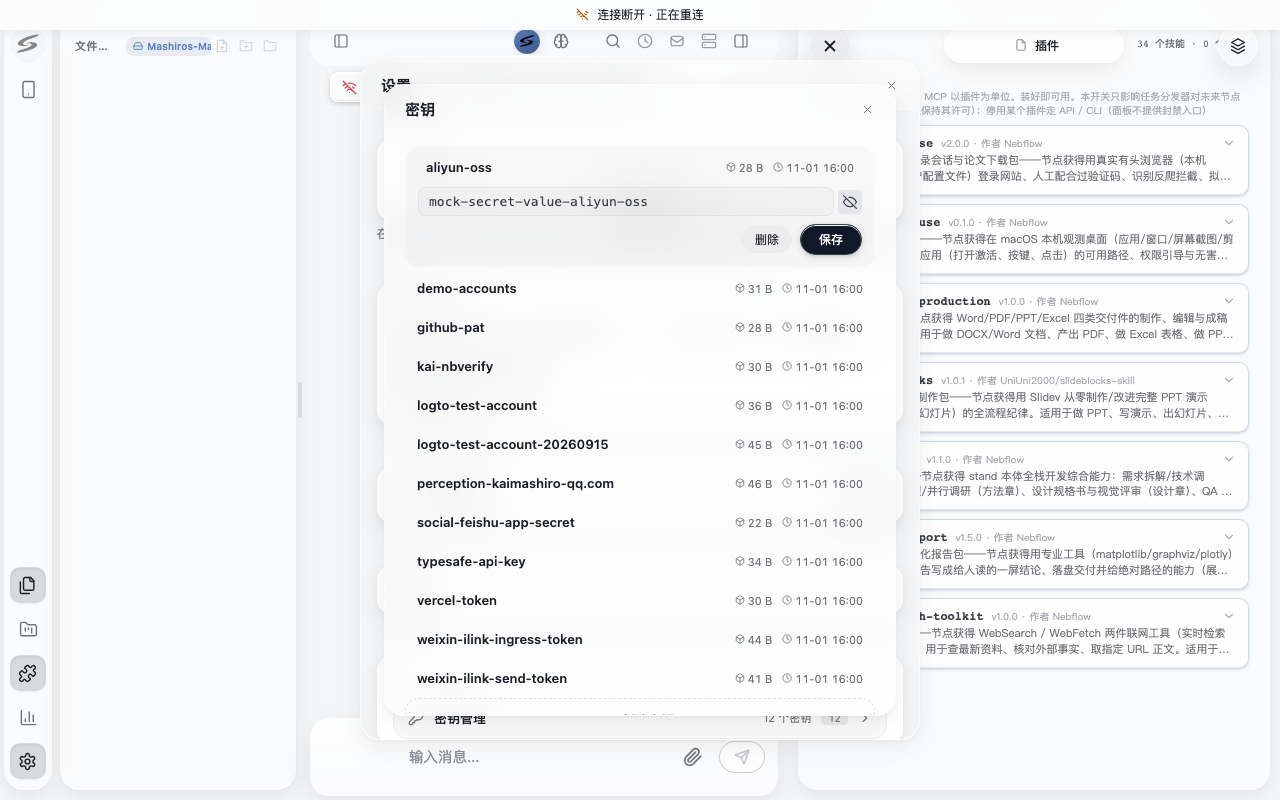 连接断开 · 正在重连
文件...
Mashiros-Ma
设置
密钥
aliyun-oss
28 B
11-01 16:00
mock-secret-value-aliyun-oss
删除
保存
demo-accounts
31 B
11-01 16:00
github-pat
28 B
11-01 16:00
kai-nbverify
30 B
11-01 16:00
logto-test-account
36 B
11-01 16:00
logto-test-account-20260915
45 B
11-01 16:00
perception-kaimashiro-qq.com
46 B
11-01 16:00
social-feishu-app-secret
22 B
11-01 16:00
typesafe-api-key
34 B
11-01 16:00
vercel-token
30 B
11-01 16:00
weixin-ilink-ingress-token
44 B
11-01 16:00
weixin-ilink-send-token
41 B
11-01 16:00
密钥管理
12 个密钥
12
输入消息...
插件
34 个技能 · 0
MCP 以插件为单位。装好即可用。本开关只影响任务分发器对未来节点
保持其许可）；停用某个插件走 API / CLI（面板不提供封禁入口）
se v2.0.0 · 作者 Nebflow
录会话与论文下载包——节点获得用真实有头浏览器（本机
配置文件）登录网站、人工配合过验证码、识别反爬拦截、拟...
use v0.1.0 · 作者 Nebflow
——节点获得在 macOS 本机观测桌面（应用/窗口/屏幕截图/剪
应用（打开激活、按键、点击）的可用路径、权限引导与无害...
production v1.0.0 · 作者 Nebflow
点获得 Word/PDF/PPT/Excel 四类交付件的制作、编辑与成稿
用于做 DOCX/Word 文档、产出 PDF、做 Excel 表格、做 PP...
ks v1.0.1 · 作者 UniUni2000/slideblocks-skill
制作包——节点获得用 Slidev 从零制作/改进完整 PPT 演示
幻灯片）的全流程纪律。适用于做 PPT、写演示、出幻灯片、...
v1.1.0 · 作者 Nebflow
节点获得 stand 本体全栈开发综合能力：需求拆解/技术调
/并行调研（方法章）、设计规格书与视觉评审（设计章）、QA ...
port v1.5.0 · 作者 Nebflow
化报告包——节点获得用专业工具（matplotlib/graphviz/plotly）
告写成给人读的一屏结论、落盘交付并给绝对路径的能力（展...
h-toolkit v1.0.0 · 作者 Nebflow
—节点获得 WebSearch / WebFetch 两件联网工具（实时检索
用于查最新资料、核对外部事实、取指定 URL 正文。适用于...